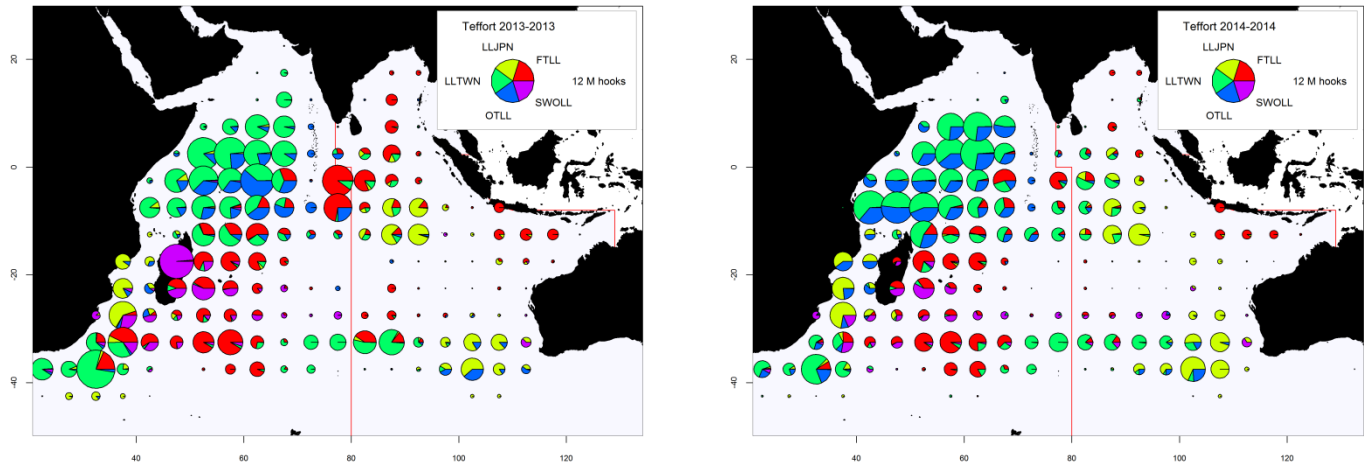 Teffort 2013-2013
LLJPN
FTLL
LLTWN
12 M hooks
SWOLL
OTLL
20
0
-20
-40
40
60
80
100
120
Teffort 2014-2014
LLJPN
FTLL
LLTWN
12 M hooks
SWOLL
OTLL
20
0
-20
-40
40
60
80
100
120